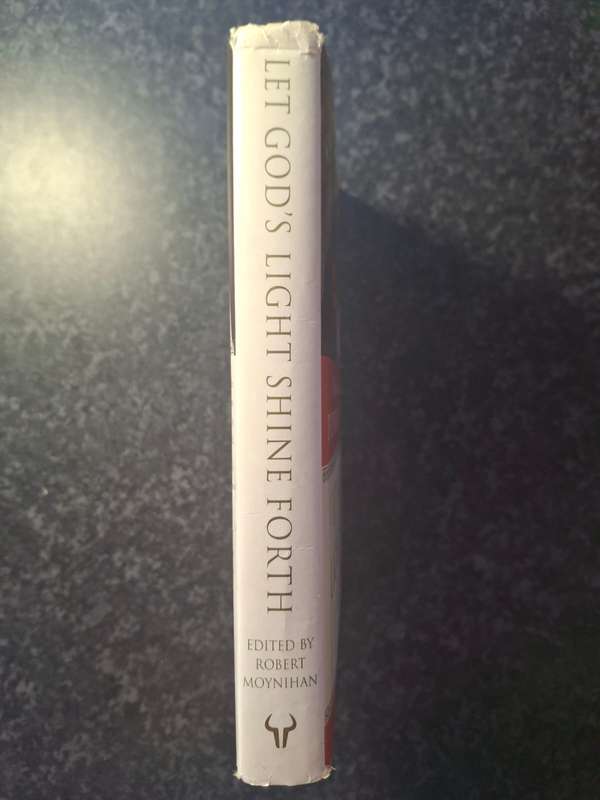 LET GOD'S LIGHT SHINE FORTH
EDITED BY
ROBERT
MOYNIHAN